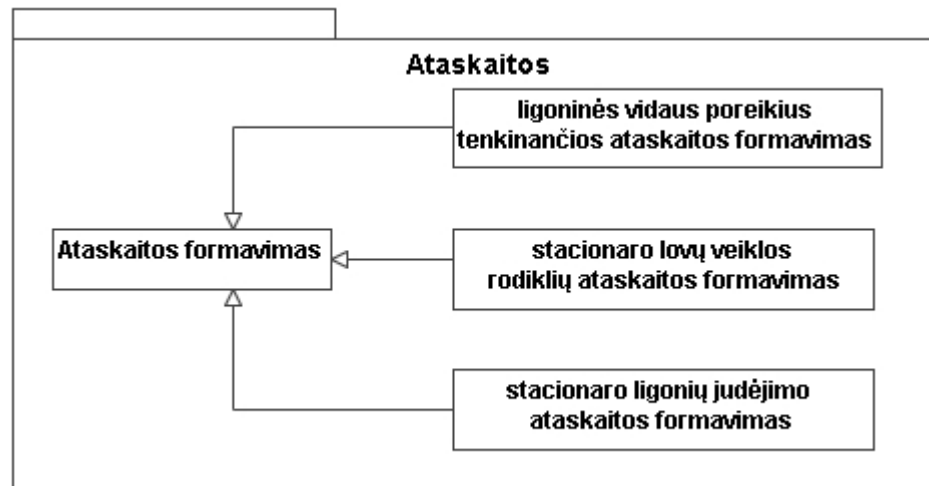 Ataskaitos
ligoninės vidaus poreikius
tenkinančios ataskaitos formavimas
Ataskaitos formavimas
stacionaro lovų veiklos
rodiklių ataskaitos formavimas
stacionaro ligonių judėjimo
ataskaitos formavimas